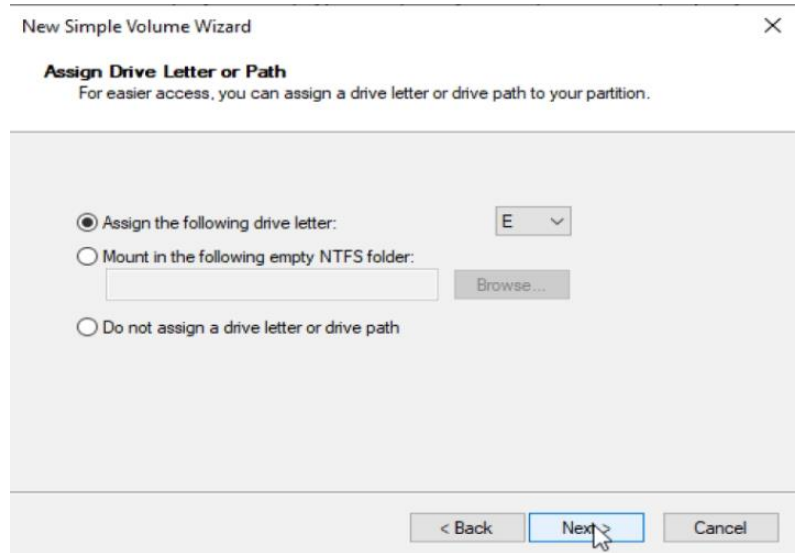 New Simple Volume Wizard
Assign Drive Letter or Path
For easier access, you can assign a drive letter or drive path to your partition.
Assign the following drive letter: E
Mount in the following empty NTFS folder:
Browse...
Do not assign a drive letter or drive path
< Back Next > Cancel